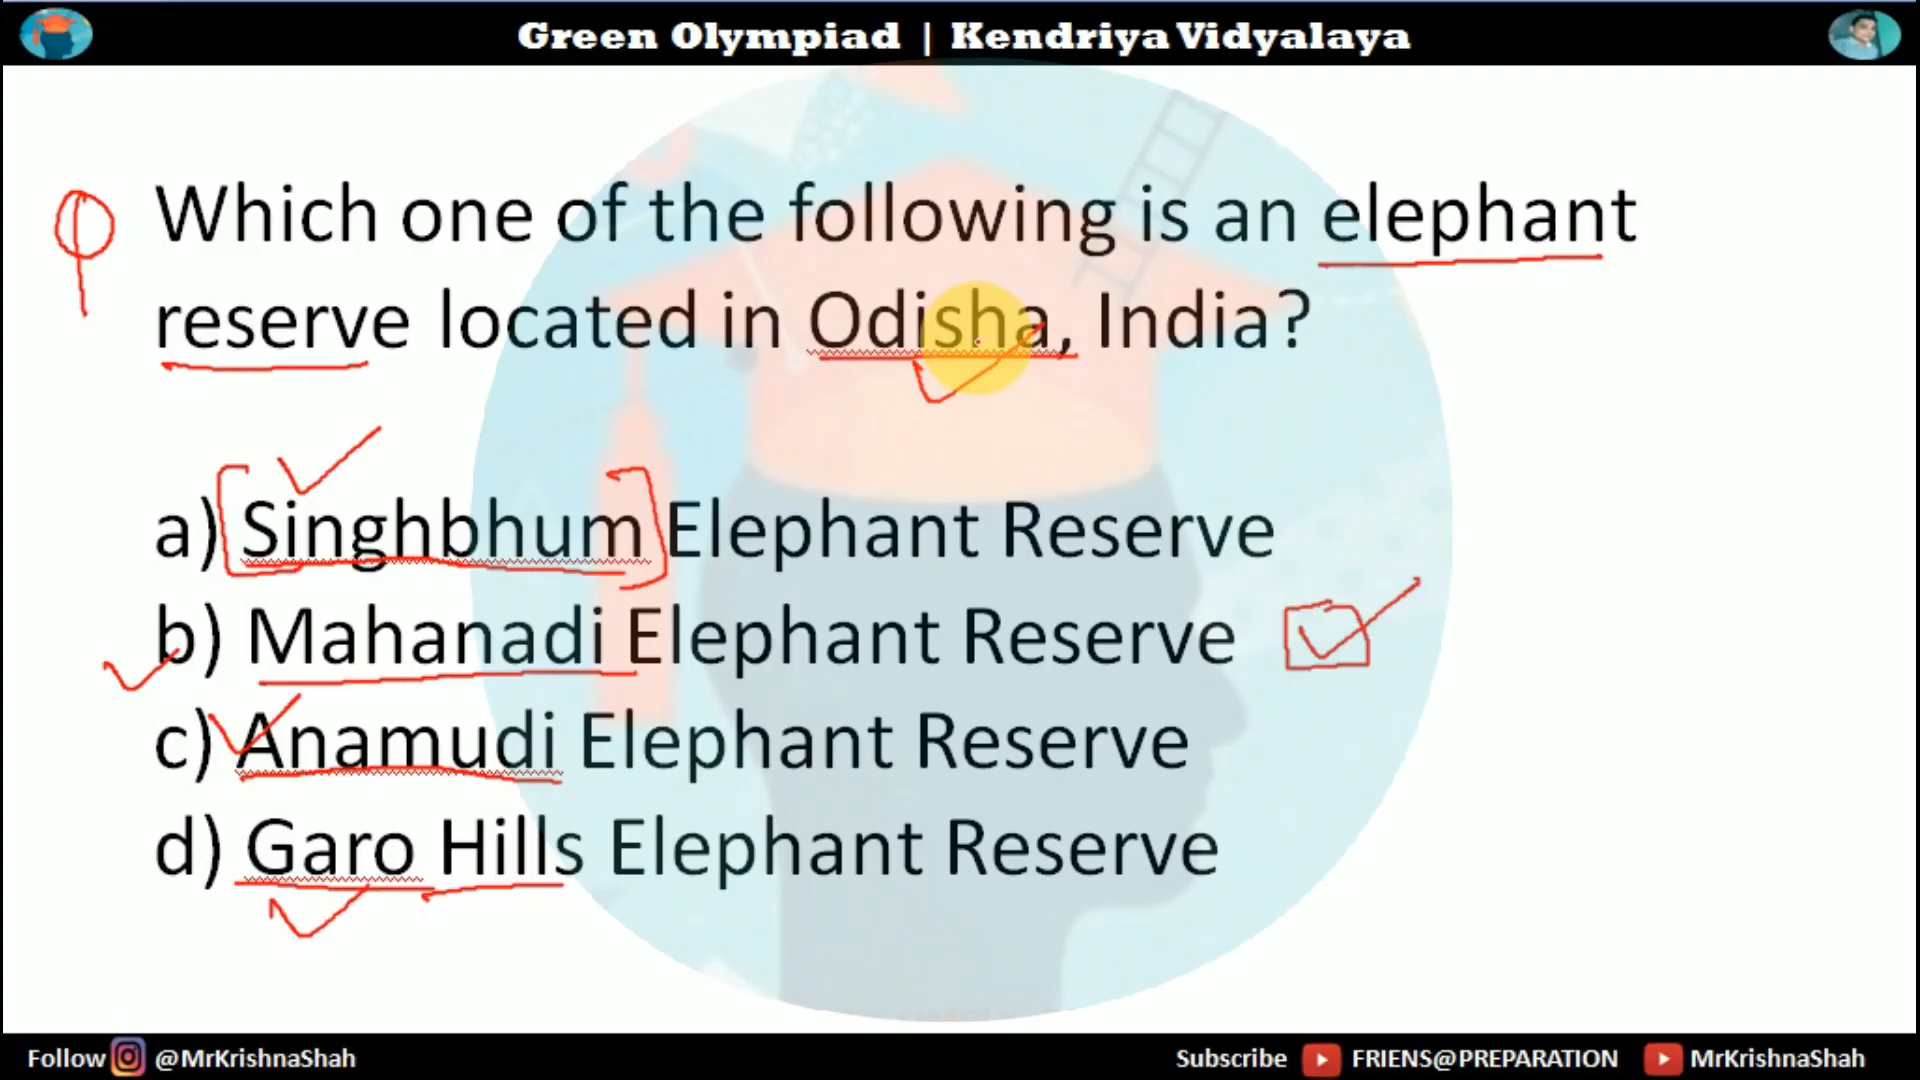 Green Olympiad | Kendriya Vidyalaya
Which one of the following is an elephant
reserve located in Odisha, India?
a) Singhbhum Elephant Reserve
b) Mahanadi Elephant Reserve
c) Anamudi Elephant Reserve
d) Garo Hills Elephant Reserve
Follow @MrKrishnaShah Subscribe FRIENS@PREPARATION MrKrishnaShah